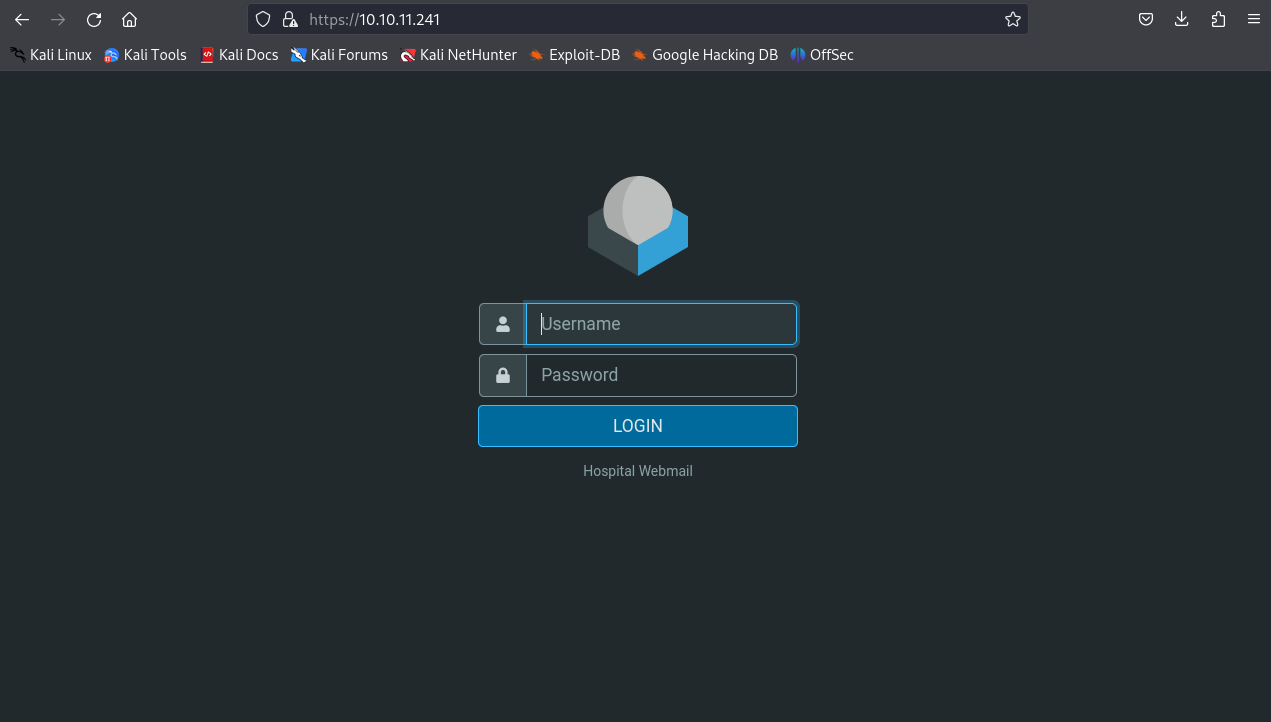 https://10.10.11.241
Kali Linux Kali Tools Kali Docs Kali Forums Kali NetHunter Exploit-DB Google Hacking DB OffSec
Username
Password
LOGIN
Hospital Webmail